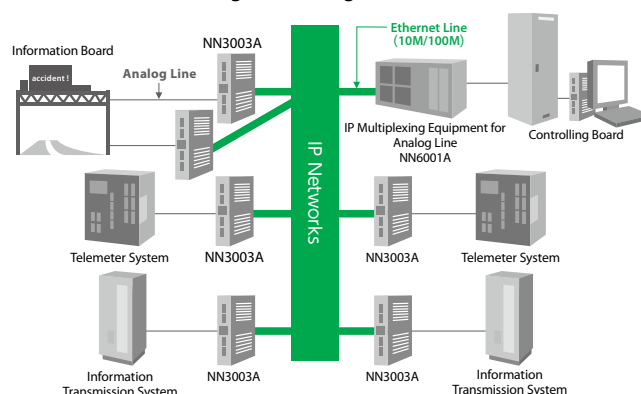 Information Board
NN3003A
Ethernet Line
(10M/100M)
accident !
Analog Line
IP Networks
IP Multiplexing Equipment for
Analog Line
NN6001A
Controlling Board
Telemeter System
NN3003A
NN3003A
Telemeter System
Information
Transmission System
NN3003A
NN3003A
Information
Transmission System